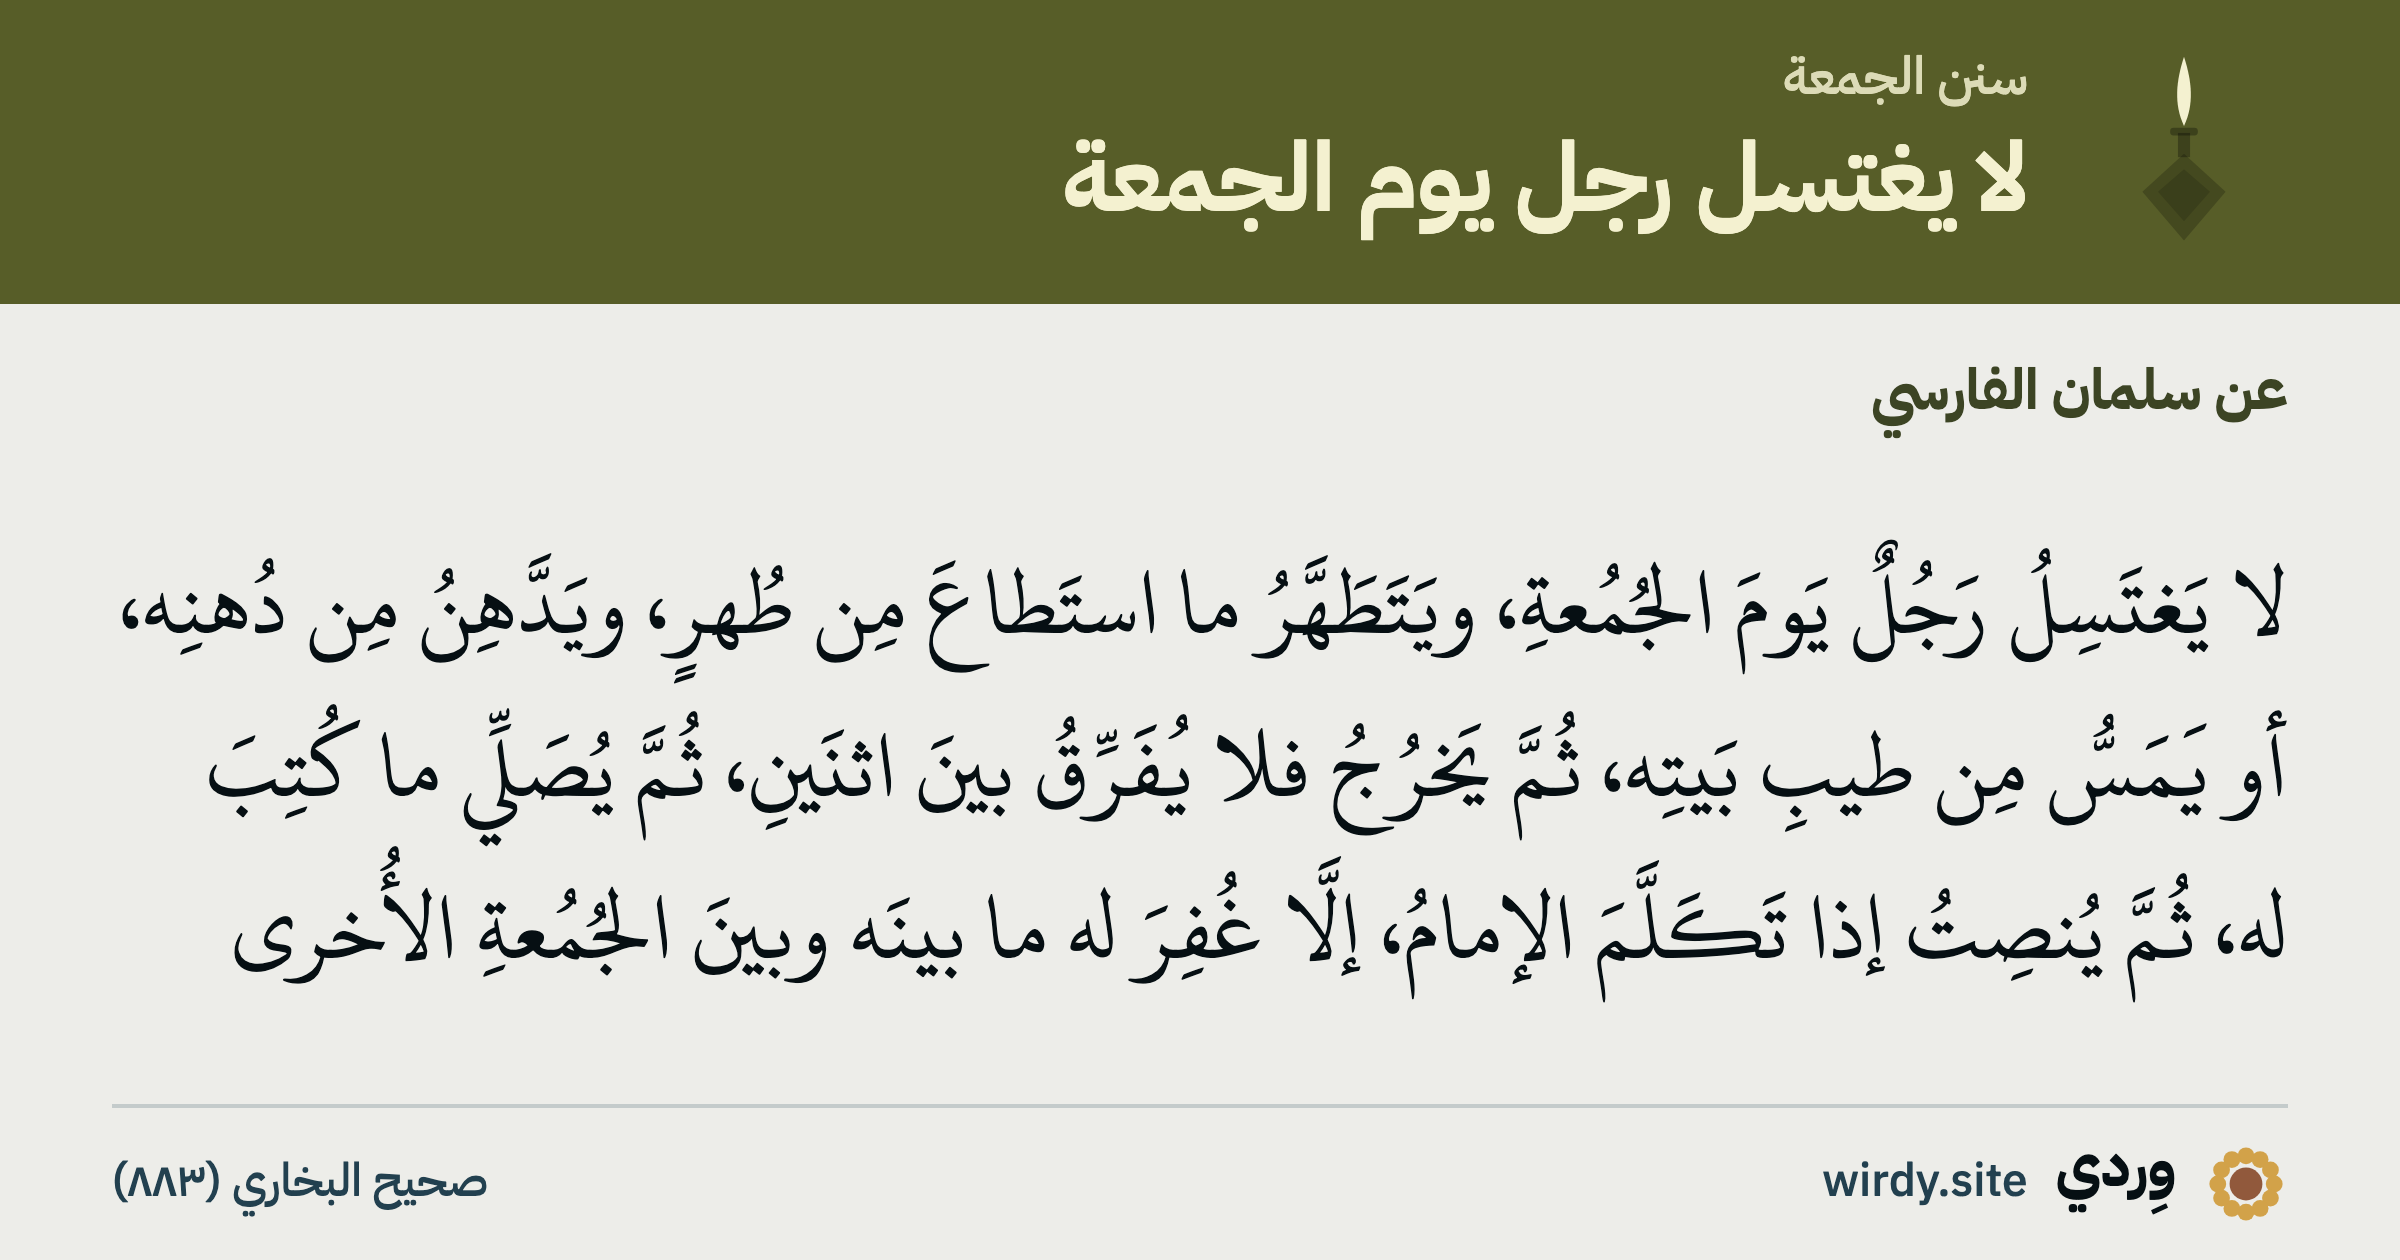 سنن الجمعة
لا يغتسل رجل يوم الجمعة
عن سلمان الفارسي
لا يَغتَسِلُ رَجُلٌ يَومَ الجُمُعةِ، ويَتَطَهَّرُ ما استَطاعَ مِن طُهرٍ، ويَدَّهِنُ مِن دُهنِه،
أو يَمَسُّ مِن طيبِ بَيتِه، ثُمَّ يَخرُجُ فلا يُفَرِّقُ بينَ اثنَينِ، ثُمَّ يُصَلِّي ما كُتِبَ
له، ثُمَّ يُنصِتُ إذا تَكَلَّمَ الإمامُ، إلَّا غُفِرَ له ما بينَه وبينَ الجُمُعةِ الأُخرى
وِردي wirdy.site
صحيح البخاري (٨٨٣)